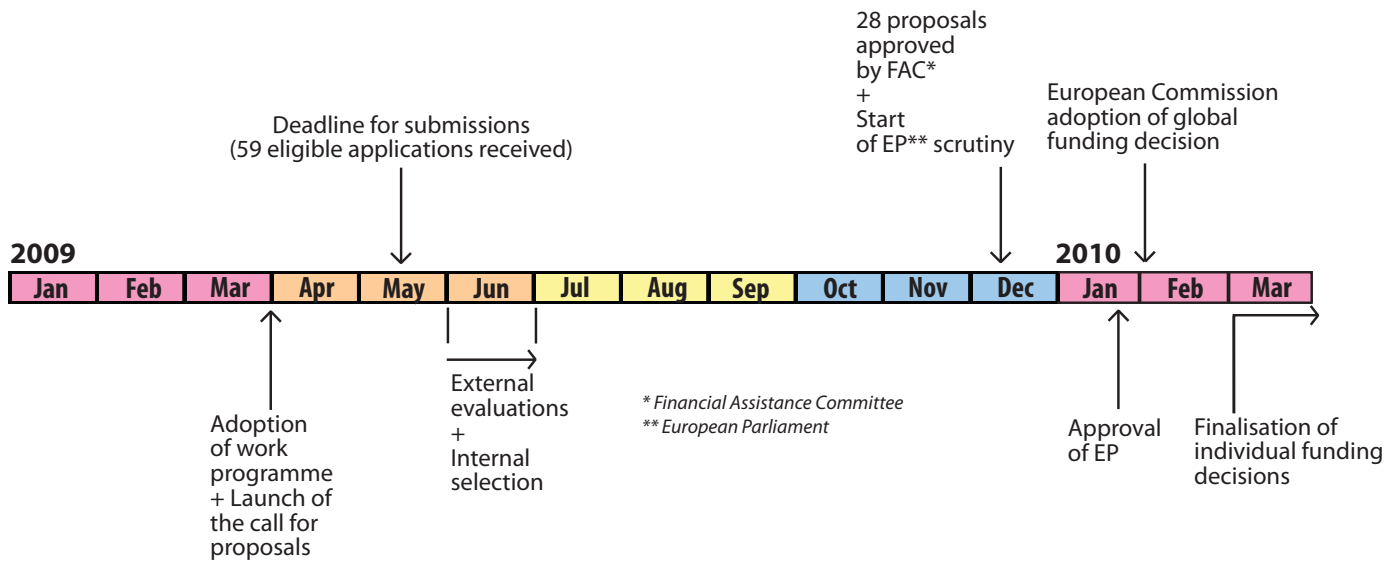 28 proposals
approved
by FAC*
+
Start
of EP** scrutiny
European Commission
adoption of global
funding decision
Deadline for submissions
(59 eligible applications received)
2009
2010
Jan Feb Mar Apr May Jun Jul Aug Sep Oct Nov Dec Jan Feb Mar
External
evaluations
+
Internal
selection
* Financial Assistance Committee
** European Parliament
Adoption
of work
programme
+ Launch of
the call for
proposals
Approval
of EP
Finalisation of
individual funding
decisions